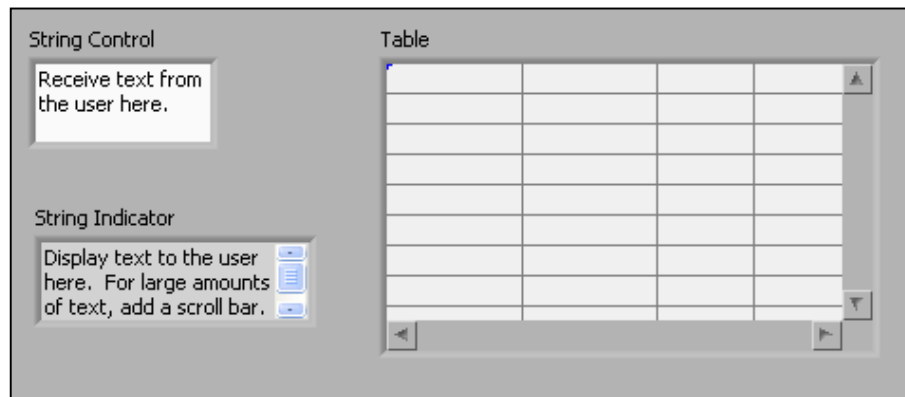 String Control
Receive text from
the user here.
String Indicator
Display text to the user
here. For large amounts
of text, add a scroll bar.
Table